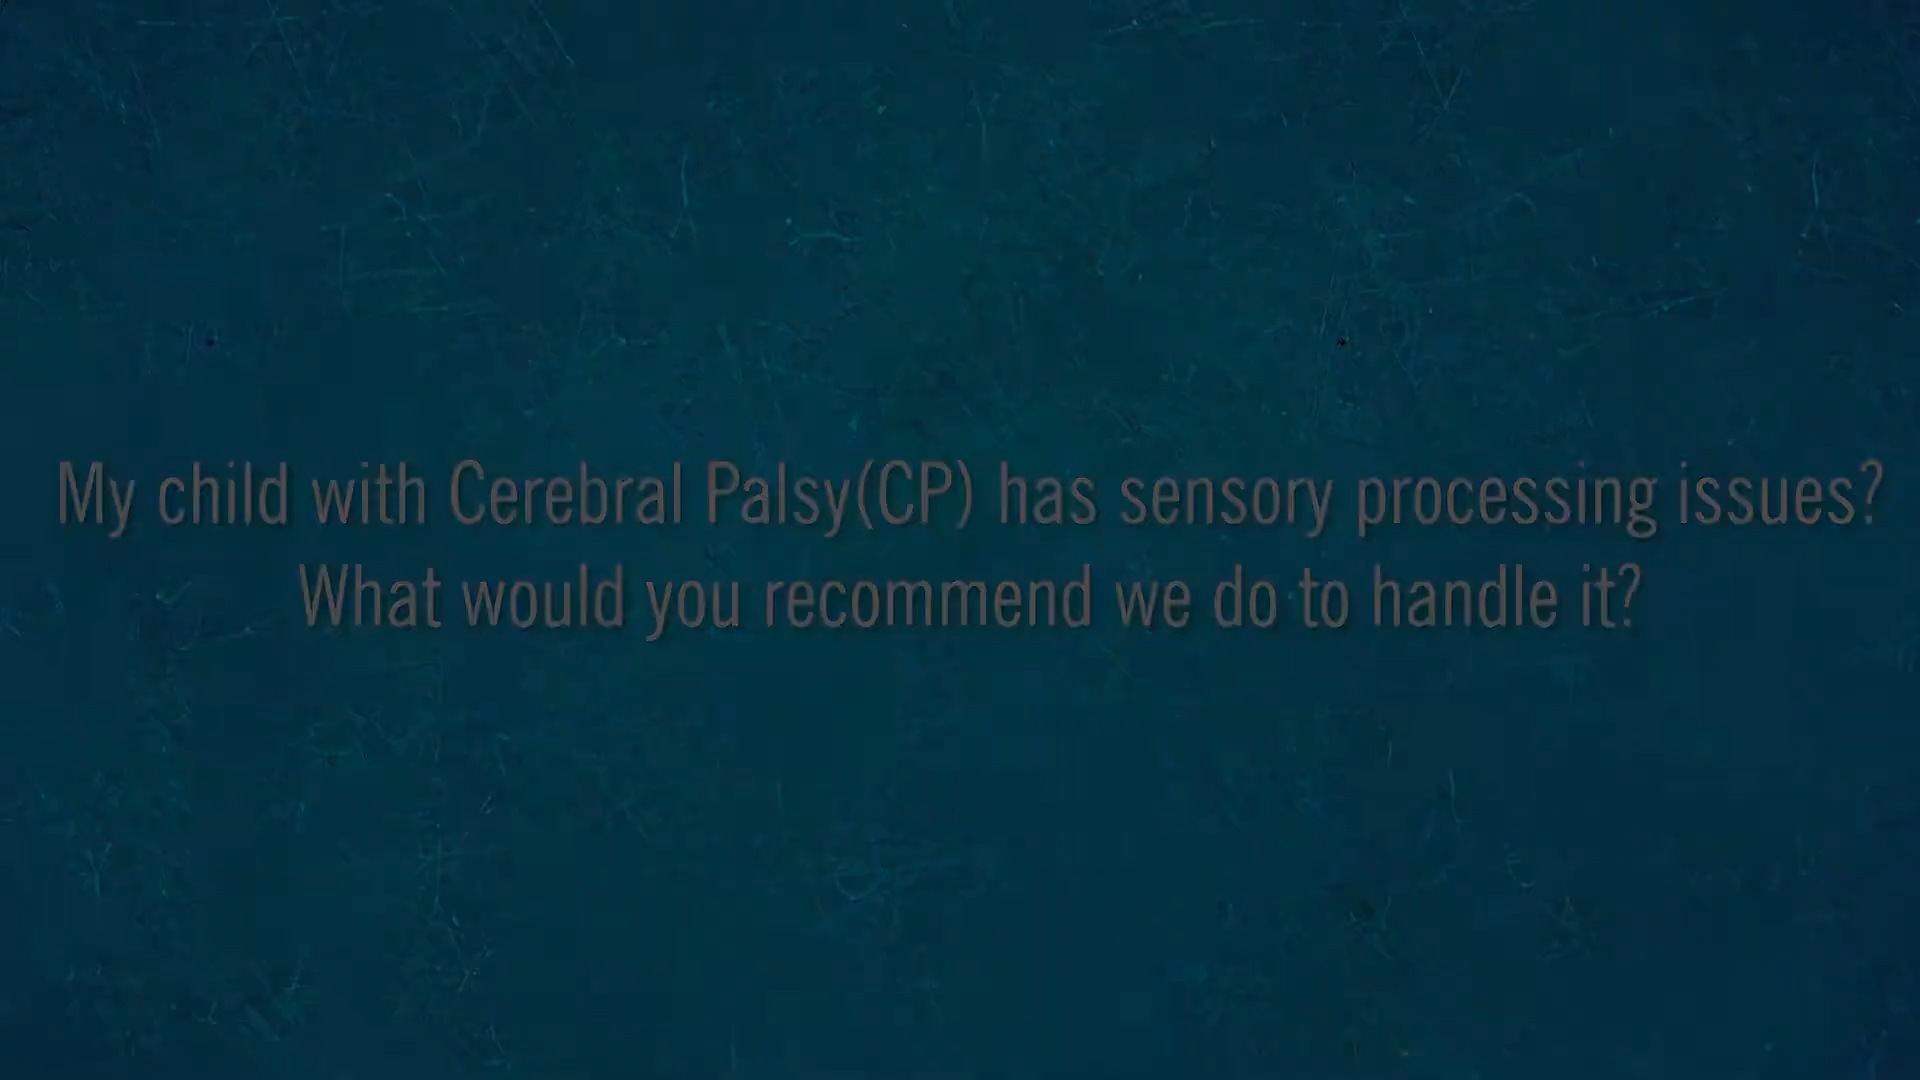 My child with Cerebral Palsy(CP) has sensory processing issues?
What would you recommend we do to handle it?